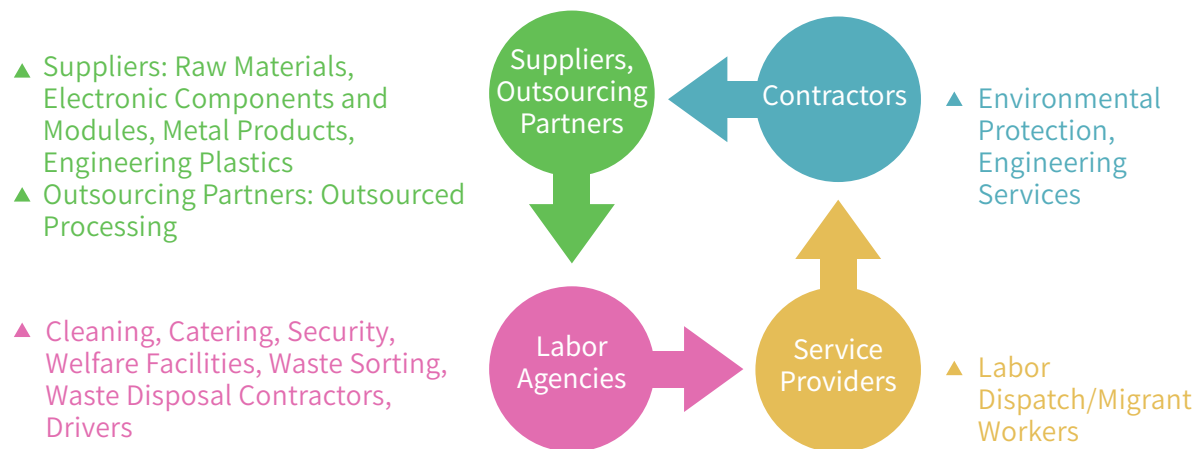 Suppliers: Raw Materials,
Electronic Components and
Modules, Metal Products,
Engineering Plastics
Outsourcing Partners: Outsourced
Processing
Suppliers,
Outsourcing
Partners
Contractors
Environmental
Protection,
Engineering
Services
Cleaning, Catering, Security,
Welfare Facilities, Waste Sorting,
Waste Disposal Contractors,
Drivers
Labor
Agencies
Service
Providers
Labor
Dispatch/Migrant
Workers